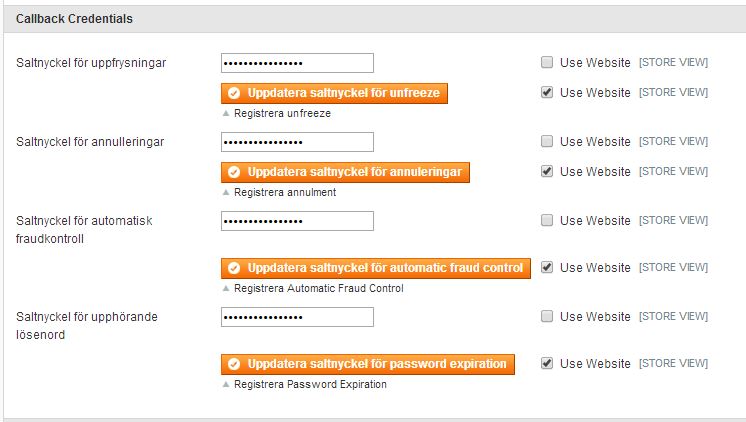 Callback Credentials
Saltnyckel för uppfrysningar •••••••••••••••• Use Website [STORE VIEW]
Uppdatera saltnyckel för unfreeze Use Website [STORE VIEW]
Registrera unfreeze
Saltnyckel för annulleringar •••••••••••••••• Use Website [STORE VIEW]
Uppdatera saltnyckel för annuleringar Use Website [STORE VIEW]
Registrera annulment
Saltnyckel för automatisk •••••••••••••••• Use Website [STORE VIEW]
fraudkontroll
Uppdatera saltnyckel för automatic fraud control Use Website [STORE VIEW]
Registrera Automatic Fraud Control
Saltnyckel för upphörande •••••••••••••••• Use Website [STORE VIEW]
lösenord
Uppdatera saltnyckel för password expiration Use Website [STORE VIEW]
Registrera Password Expiration